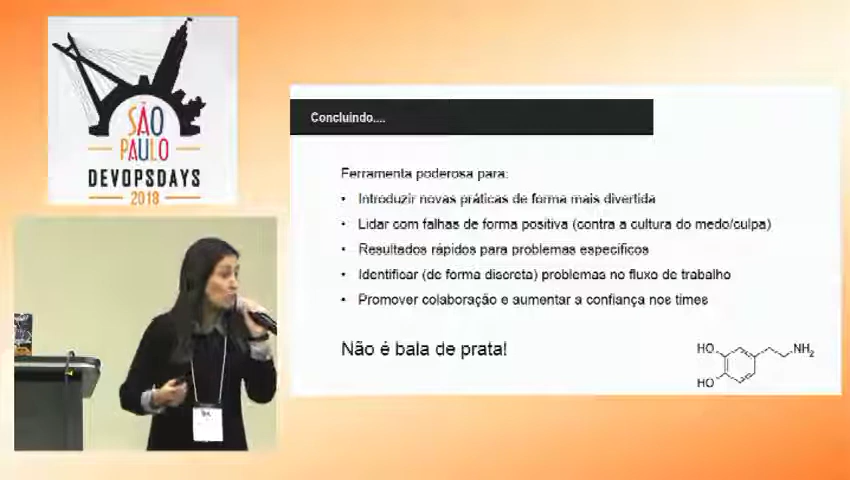 SÃO
PAULO
DEVOPSDAYS
2018
Concluindo....
Ferramenta poderosa para:
• Introduzir novas práticas de forma mais divertida
• Lidar com falhas de forma positiva (contra a cultura do medo/culpa)
• Resultados rápidos para problemas específicos
• Identificar (de forma discreta) problemas no fluxo de trabalho
• Promover colaboração e aumentar a confiança nos times
Não é bala de prata!
HO
NH2
HO